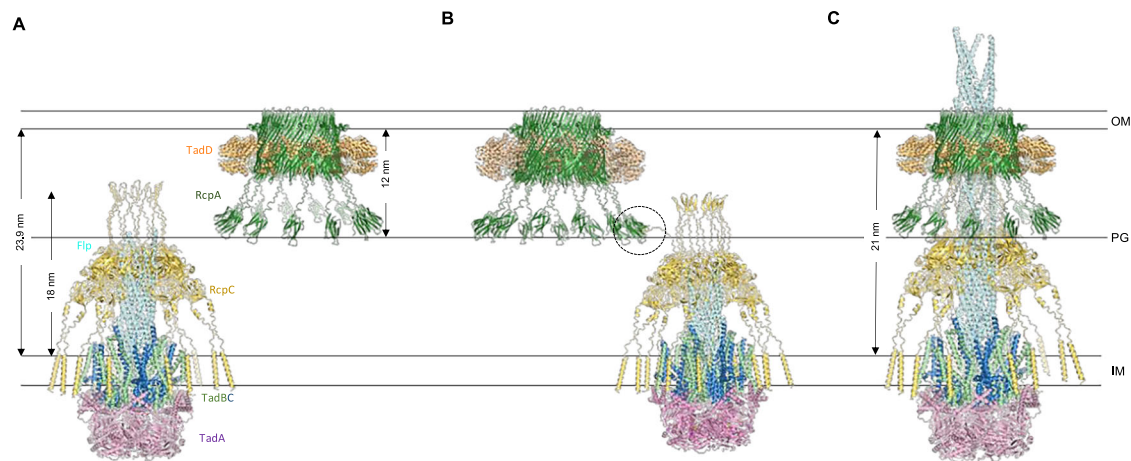 A
B
C
OM
TadD
12 nm
RcpA
23,9 nm
21 nm
PG
Flp
18 nm
RcpC
IM
TadBC
TadA